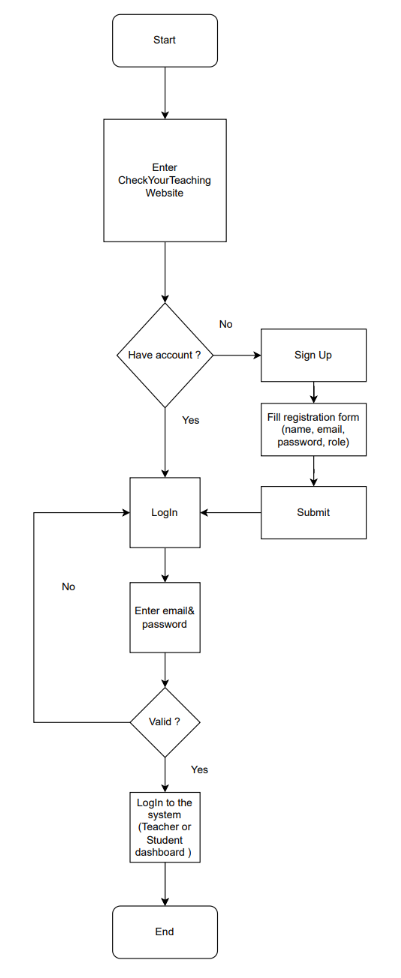 Start
Enter
CheckYourTeaching
Website
Have account ?
No
Sign Up
Fill registration form
(name, email,
password, role)
Yes
LogIn
Submit
No
Enter email&
password
Valid ?
Yes
LogIn to the
system
(Teacher or
Student
dashboard )
End